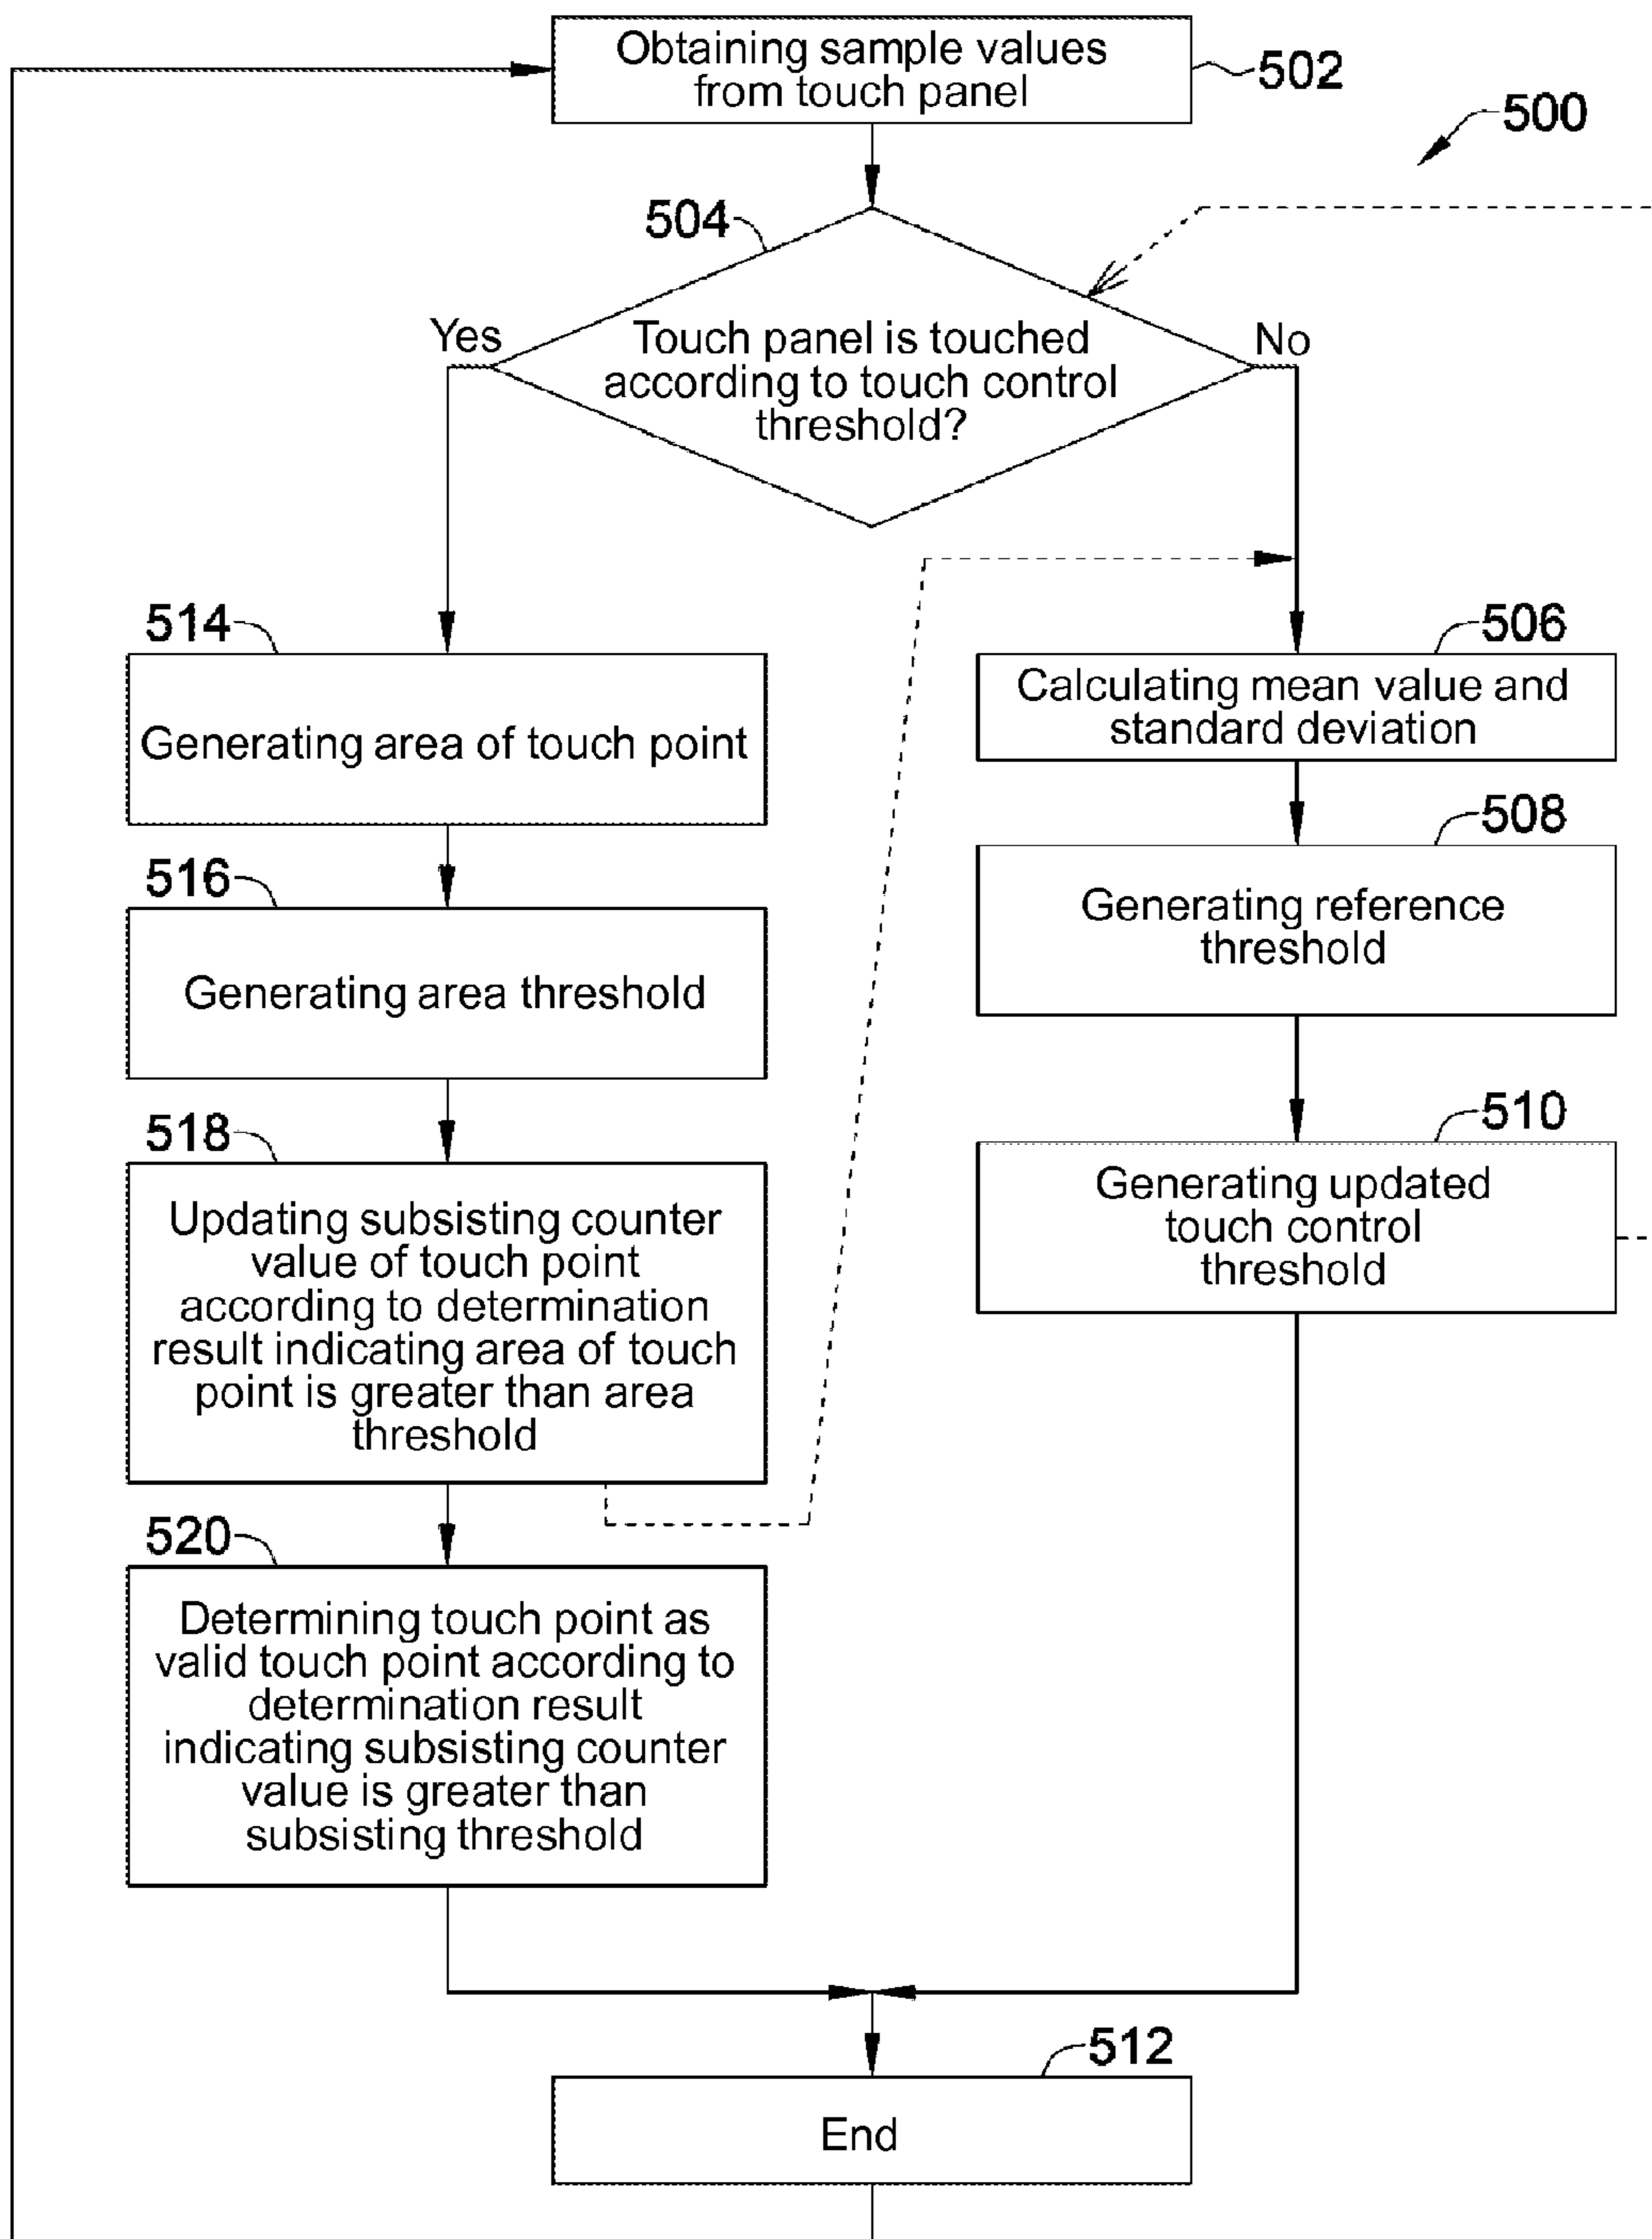 Obtaining sample values
from touch panel
502
500
504
Yes
Touch panel is touched
according to touch control
threshold?
No
514
Generating area of touch point
506
Calculating mean value and
standard deviation
516
Generating area threshold
508
Generating reference
threshold
518
Updating subsisting counter
value of touch point
according to determination
result indicating area of touch
point is greater than area
threshold
510
Generating updated
touch control
threshold
520
Determining touch point as
valid touch point according to
determination result
indicating subsisting counter
value is greater than
subsisting threshold
512
End